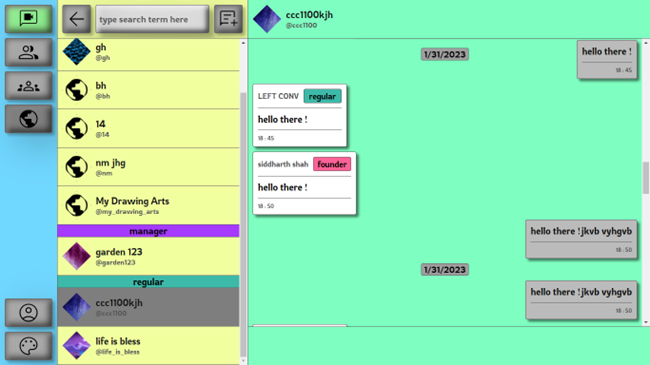 type search term here
gh
@gh
bh
@bh
14
@14
nm jhg
@nm
My Drawing Arts
@my_drawing_arts
manager
garden 123
@garden123
regular
ccc1100kjh
@ccc1100
life is bless
@life_is_bless
ccc1100kjh
@ccc1100
1/31/2023
hello there !
18:45
LEFT CONV regular
hello there !
18:45
siddharth shah founder
hello there !
18:50
hello there !jkvb vyhgvb
18:50
1/31/2023
hello there !jkvb vyhgvb
18:50